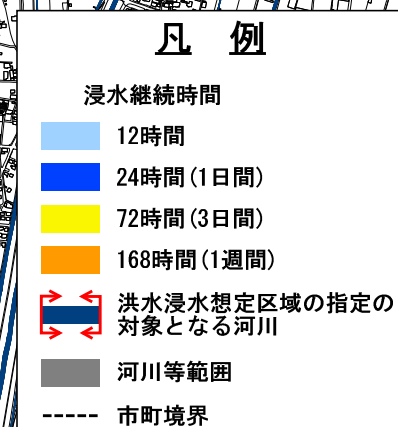 凡 例
浸水継続時間
12時間
24時間(1日間)
72時間(3日間)
168時間(1週間)
洪水浸水想定区域の指定の
対象となる河川
河川等範囲
市町境界